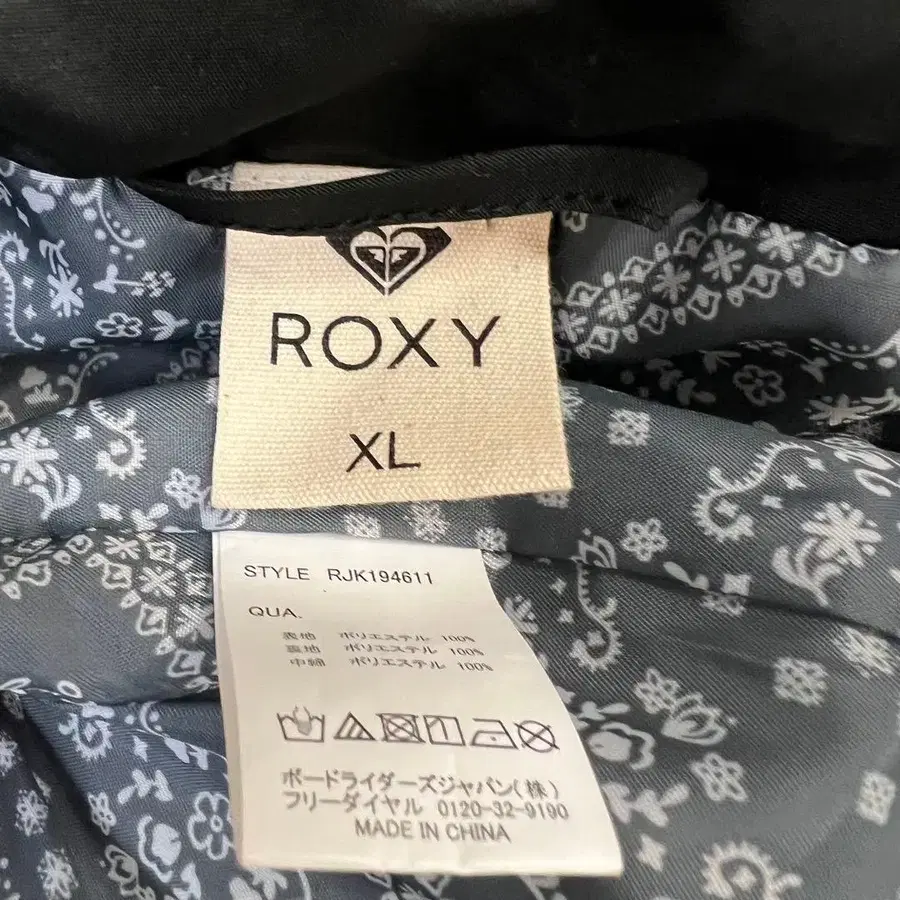 ROXY
XL
STYLE RJK194611
QUA.
表地 ポリエステル 100%
裏地 ポリエステル 100%
中綿 ポリエステル 100%
ボードライダーズジャパン(株)
フリーダイヤル 0120-32-9190
MADE IN CHINA